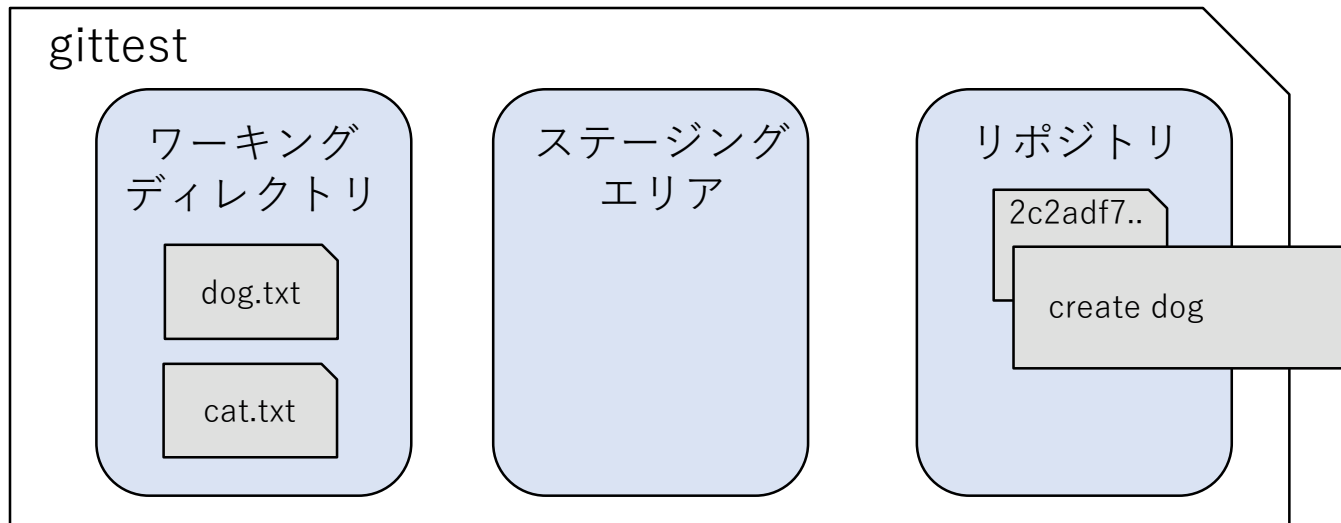 gittest
ワーキング
ディレクトリ
dog.txt
cat.txt
ステージング
エリア
リポジトリ
2c2adf7..
create dog